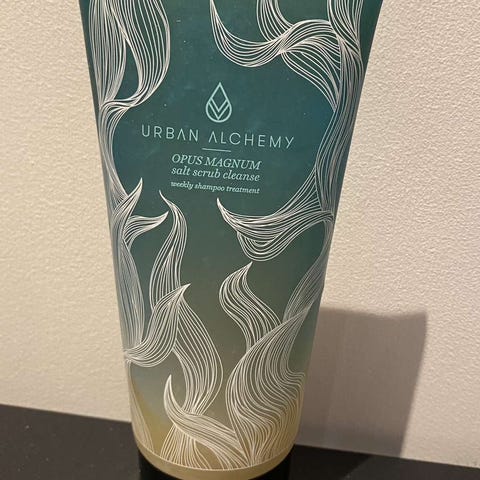 URBAN ALCHEMY
OPUS MAGNUM
salt scrub cleanse
weekly shampoo treatment